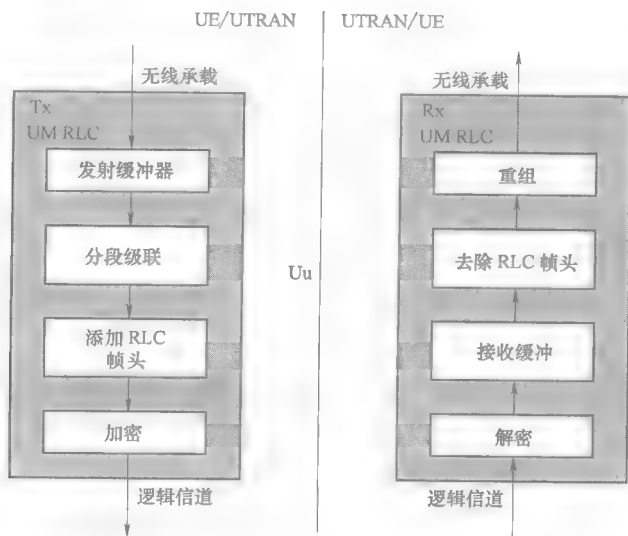 UE/UTRAN
UTRAN/UE
无线承载
Tx
UM RLC
发射缓冲器
分段级联
添加 RLC
帧头
加密
逻辑信道
Uu
无线承载
Rx
UM RLC
重组
去除 RLC 帧头
接收缓冲
解密
逻辑信道